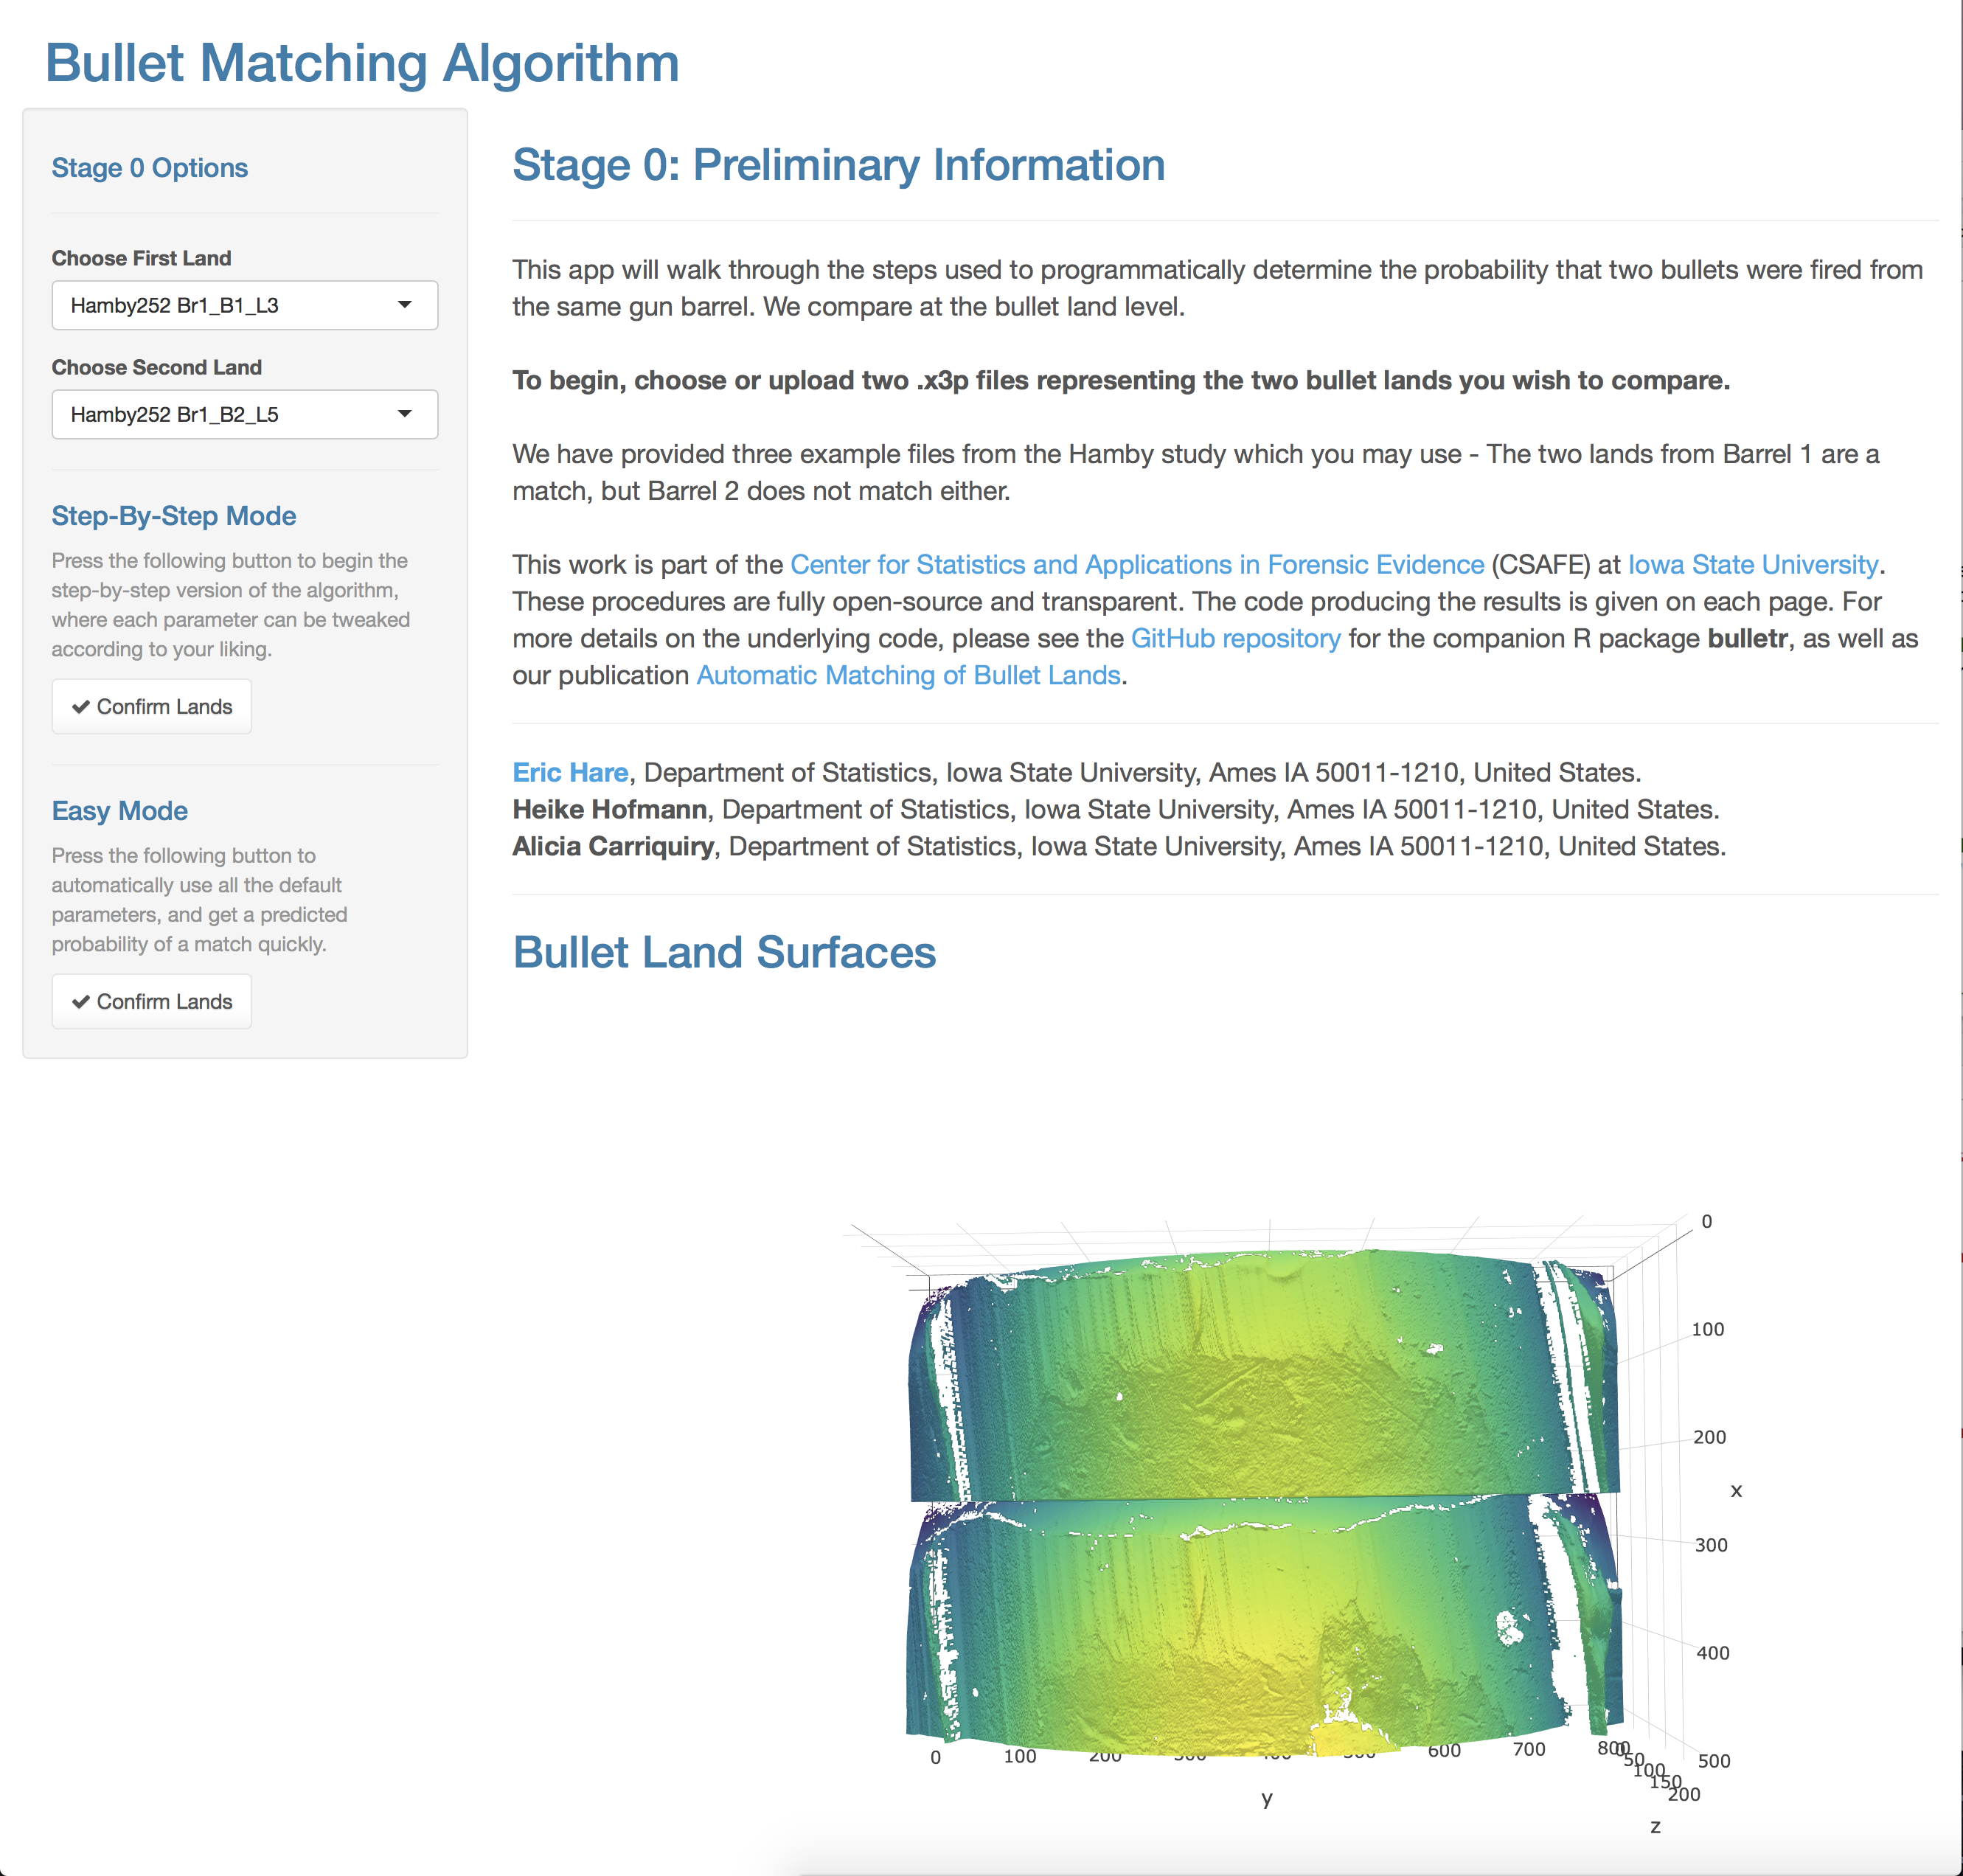 Bullet Matching Algorithm
Stage 0 Options
Choose First Land
Hamby252 Br1_B1_L3
Choose Second Land
Hamby252 Br1_B2_L5
Step-By-Step Mode
Press the following button to begin the
step-by-step version of the algorithm,
where each parameter can be tweaked
according to your liking.
Confirm Lands
Easy Mode
Press the following button to
automatically use all the default
parameters, and get a predicted
probability of a match quickly.
Confirm Lands
Stage 0: Preliminary Information
This app will walk through the steps used to programmatically determine the probability that two bullets were fired from
the same gun barrel. We compare at the bullet land level.
To begin, choose or upload two .x3p files representing the two bullet lands you wish to compare.
We have provided three example files from the Hamby study which you may use - The two lands from Barrel 1 are a
match, but Barrel 2 does not match either.
This work is part of the Center for Statistics and Applications in Forensic Evidence (CSAFE) at Iowa State University.
These procedures are fully open-source and transparent. The code producing the results is given on each page. For
more details on the underlying code, please see the GitHub repository for the companion R package bulletr, as well as
our publication Automatic Matching of Bullet Lands.
Eric Hare, Department of Statistics, Iowa State University, Ames IA 50011-1210, United States.
Heike Hofmann, Department of Statistics, Iowa State University, Ames IA 50011-1210, United States.
Alicia Carriquiry, Department of Statistics, Iowa State University, Ames IA 50011-1210, United States.
Bullet Land Surfaces
0
100
200
x
300
400
500
0 100 200 300 400 500 600 700 800
y
0
50
100
150
200
z